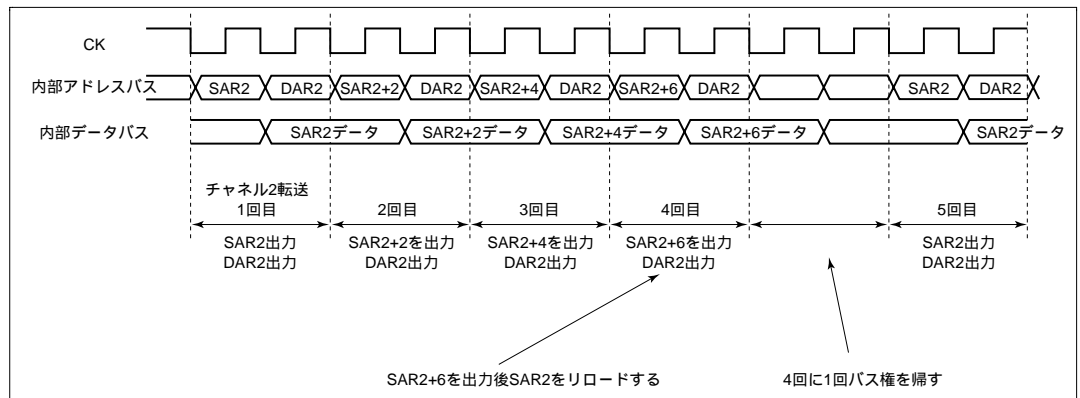 CK
内部アドレスバス SAR2 DAR2 SAR2+2 DAR2 SAR2+4 DAR2 SAR2+6 DAR2 SAR2 DAR2
内部データバス SAR2データ SAR2+2データ SAR2+4データ SAR2+6データ SAR2データ
チャネル2転送
1回目 2回目 3回目 4回目 5回目
SAR2出力 SAR2+2を出力 SAR2+4を出力 SAR2+6を出力 SAR2出力
DAR2出力 DAR2出力 DAR2出力 DAR2出力 DAR2出力
SAR2+6を出力後SAR2をリロードする 4回に1回バス権を帰す